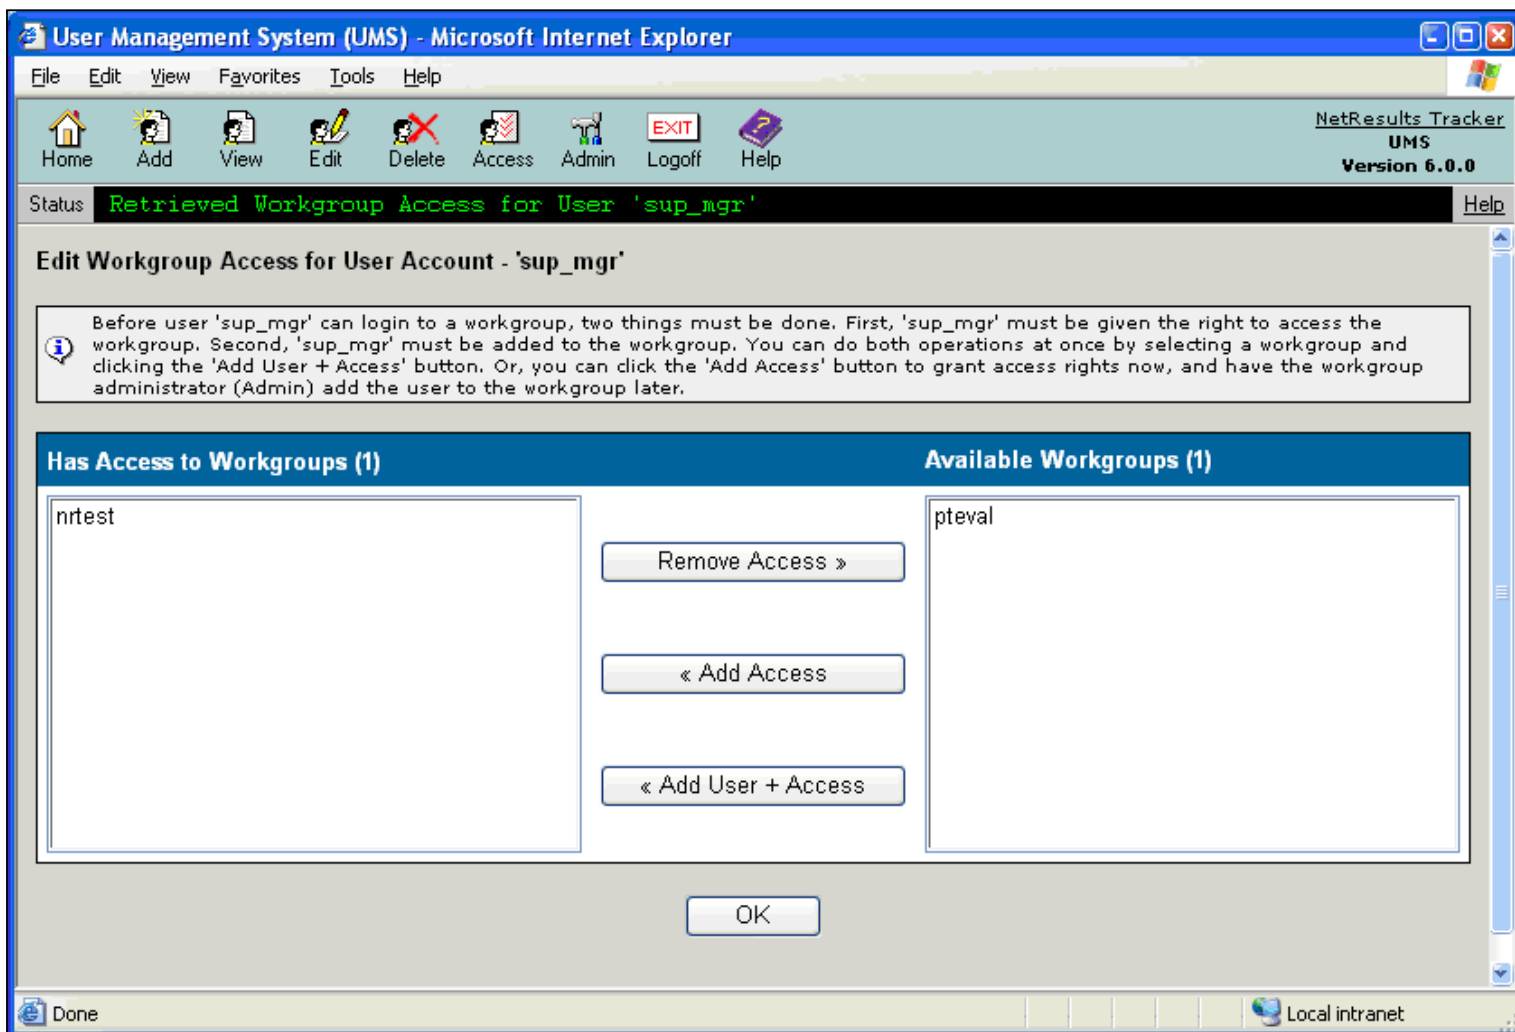 User Management System (UMS) - Microsoft Internet Explorer
File Edit View Favorites Tools Help
Home Add View Edit Delete Access Admin EXIT Logoff Help
NetResults Tracker
UMS
Version 6.0.0
Status Retrieved Workgroup Access for User 'sup_mgr' Help
Edit Workgroup Access for User Account - 'sup_mgr'
Before user 'sup_mgr' can login to a workgroup, two things must be done. First, 'sup_mgr' must be given the right to access the
workgroup. Second, 'sup_mgr' must be added to the workgroup. You can do both operations at once by selecting a workgroup and
clicking the 'Add User + Access' button. Or, you can click the 'Add Access' button to grant access rights now, and have the workgroup
administrator (Admin) add the user to the workgroup later.
Has Access to Workgroups (1) Available Workgroups (1)
nrtest pteval
Remove Access »
« Add Access
« Add User + Access
OK
Done Local intranet